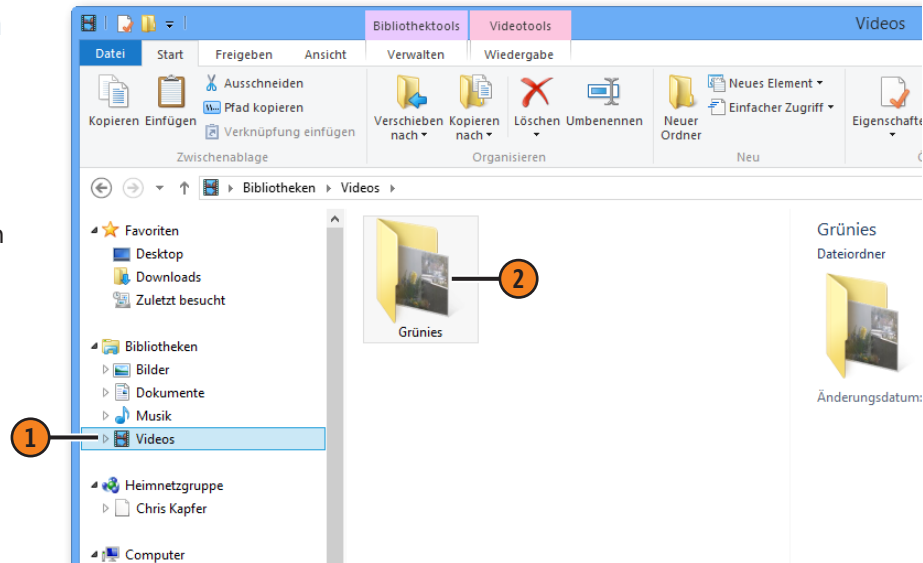 Bibliothektools Videotools Videos
Datei Start Freigeben Ansicht Verwalten Wiedergabe
Kopieren Einfügen
Ausschneiden
Pfad kopieren
Verknüpfung einfügen
Zwischenablage
Verschieben nach
Kopieren nach
Löschen
Umbenennen
Organisieren
Neuer Ordner
Neues Element
Einfacher Zugriff
Neu
Eigenschafte
Bibliotheken Videos
Favoriten
Desktop
Downloads
Zuletzt besucht
Bibliotheken
Bilder
Dokumente
Musik
1
Videos
Heimnetzgruppe
Chris Kapfer
Computer
2
Grünies
Grünies
Dateiordner
Änderungsdatum: